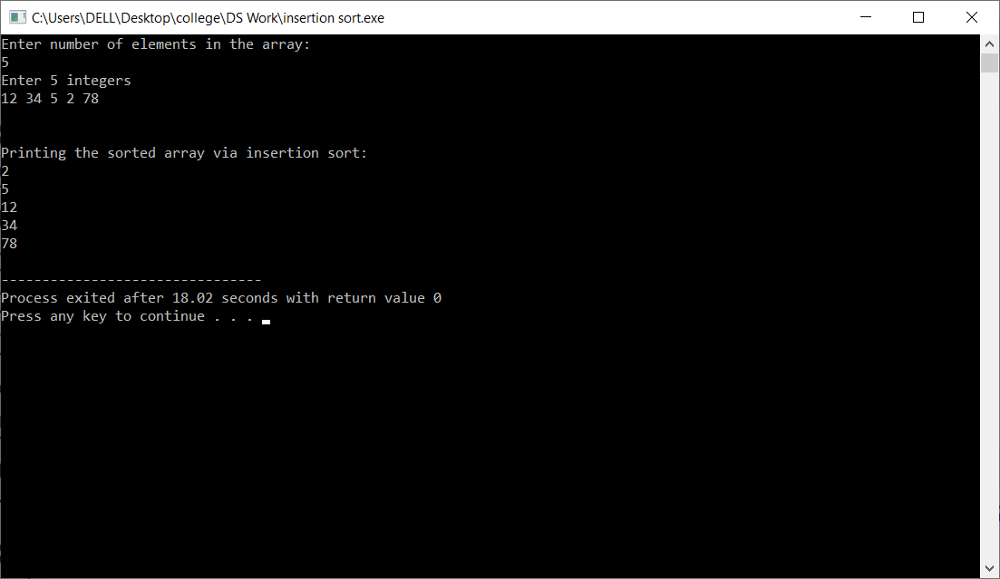 C:\Users\DELL\Desktop\college\DS Work\insertion sort.exe
Enter number of elements in the array:
5
Enter 5 integers
12 34 5 2 78
Printing the sorted array via insertion sort:
2
5
12
34
78
--------------------------------
Process exited after 18.02 seconds with return value 0
Press any key to continue . . .